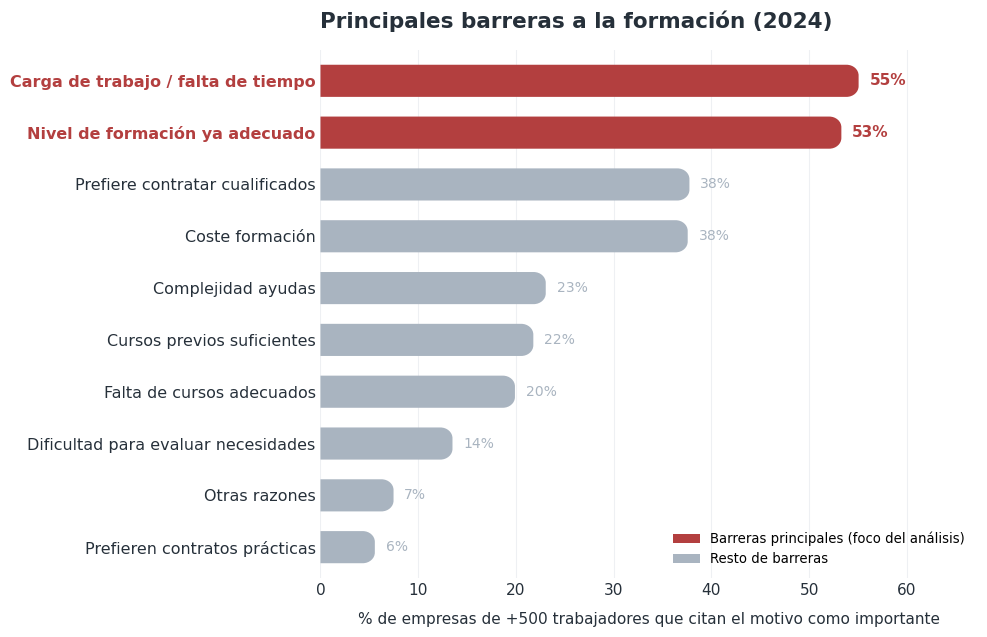 Principales barreras a la formación (2024)
Carga de trabajo / falta de tiempo 55%
Nivel de formación ya adecuado 53%
Prefiere contratar cualificados 38%
Coste formación 38%
Complejidad ayudas 23%
Cursos previos suficientes 22%
Falta de cursos adecuados 20%
Dificultad para evaluar necesidades 14%
Otras razones 7%
Prefieren contratos prácticas 6%
Barreras principales (foco del análisis)
Resto de barreras
0 10 20 30 40 50 60
% de empresas de +500 trabajadores que citan el motivo como importante